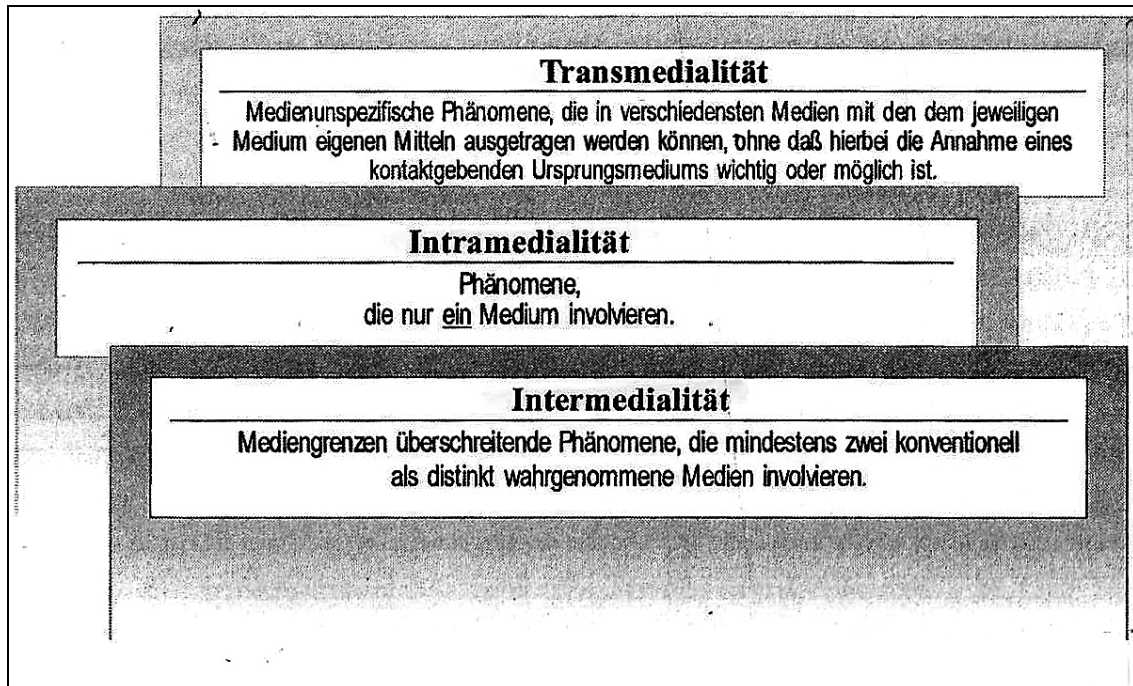 Transmedialität
Medienunspezifische Phänomene, die in verschiedensten Medien mit den dem jeweiligen
Medium eigenen Mitteln ausgetragen werden können, ohne daß hierbei die Annahme eines
kontaktgebenden Ursprungsmediums wichtig oder möglich ist.
Intramedialität
Phänomene,
die nur ein Medium involvieren.
Intermedialität
Mediengrenzen überschreitende Phänomene, die mindestens zwei konventionell
als distinkt wahrgenommene Medien involvieren.